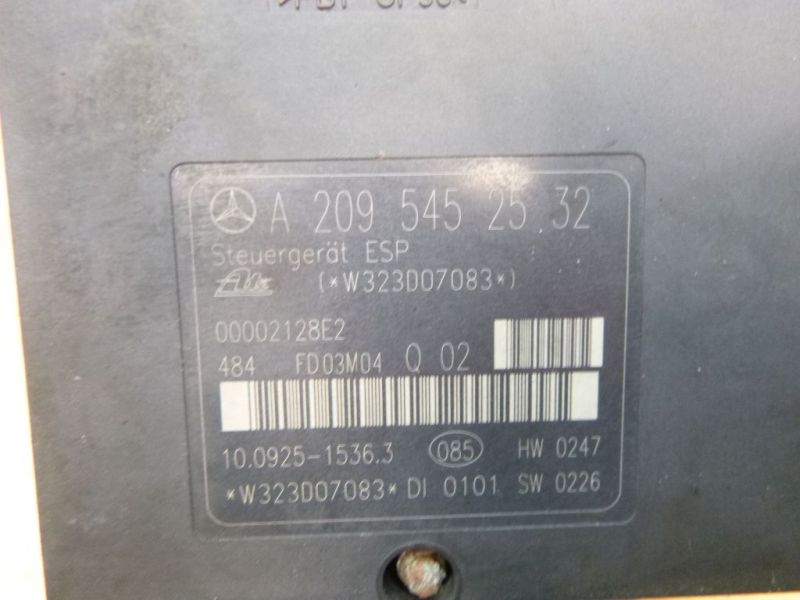 A 209 545 25 32
Steuergerät ESP
Ate (*W323D07083*)
00002128E2
484 FD03M04 Q 02
10.0925-1536.3 085 HW 0247
*W323D07083* DI 0101 SW 0226